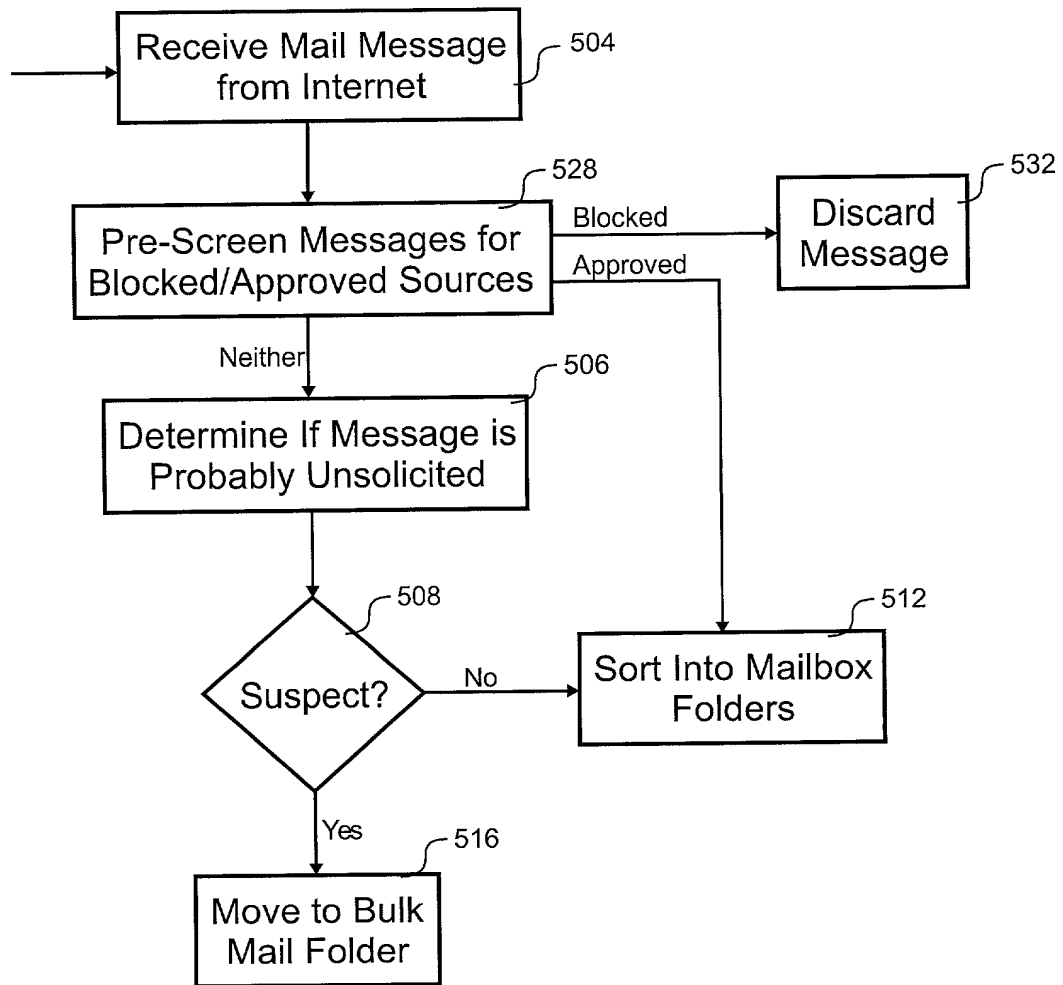 Receive Mail Message
from Internet
504
528
532
Pre-Screen Messages for
Blocked/Approved Sources
Blocked
Approved
Discard
Message
Neither
506
Determine If Message is
Probably Unsolicited
508
512
Suspect?
No
Sort Into Mailbox
Folders
Yes
516
Move to Bulk
Mail Folder